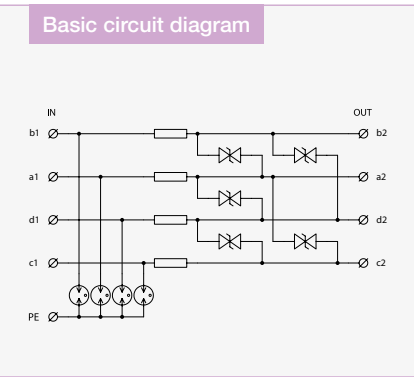 Basic circuit diagram
IN OUT
b1 b2
a1 a2
d1 d2
c1 c2
PE